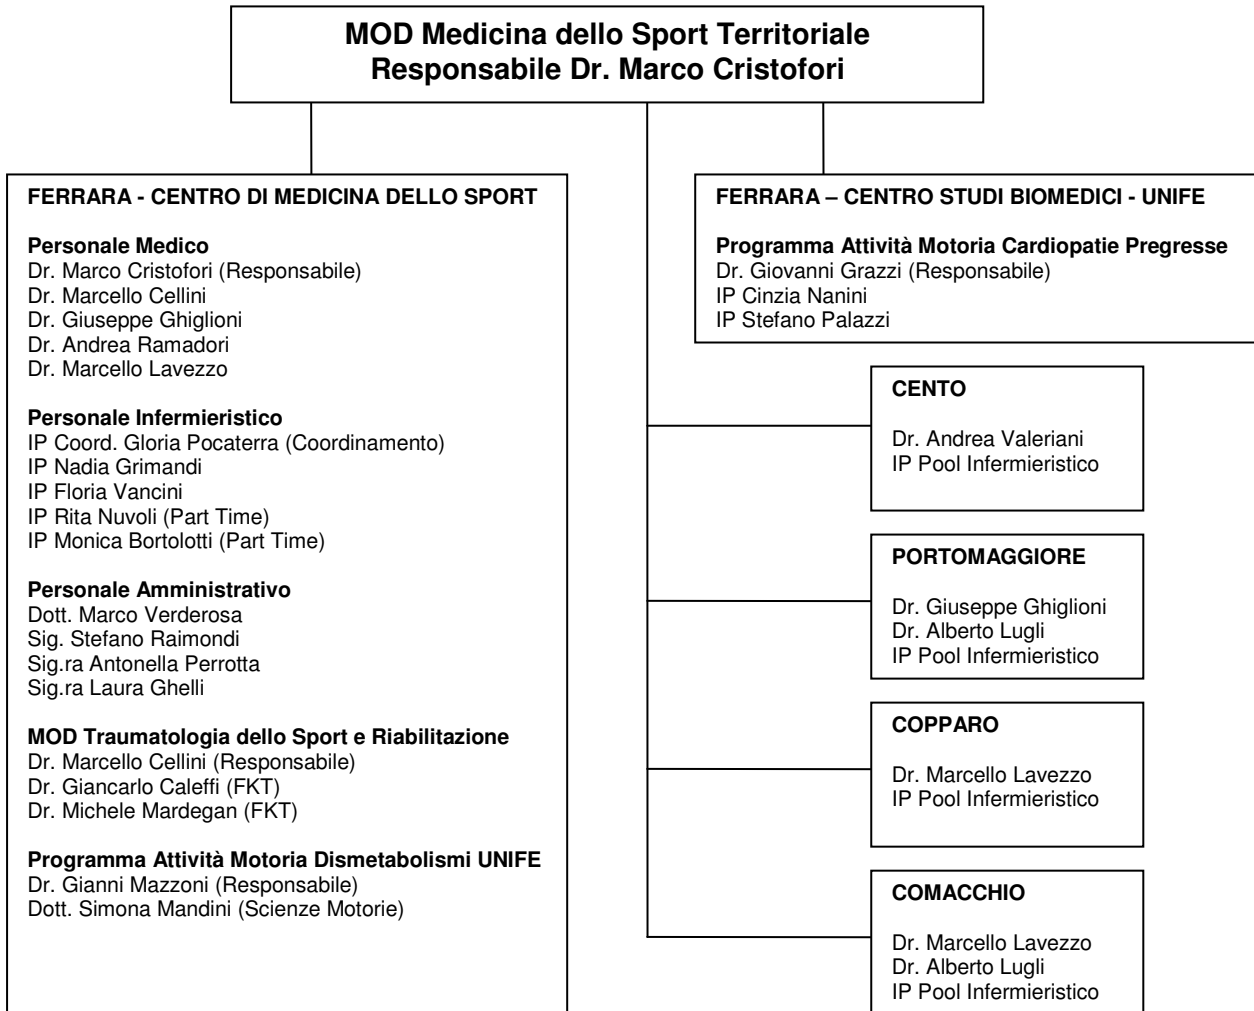 MOD Medicina dello Sport Territoriale
Responsabile Dr. Marco Cristofori
FERRARA - CENTRO DI MEDICINA DELLO SPORT
Personale Medico
Dr. Marco Cristofori (Responsabile)
Dr. Marcello Cellini
Dr. Giuseppe Ghiglioni
Dr. Andrea Ramadori
Dr. Marcello Lavezzo
Personale Infermieristico
IP Coord. Gloria Pocaterra (Coordinamento)
IP Nadia Grimandi
IP Floria Vancini
IP Rita Nuvoli (Part Time)
IP Monica Bortolotti (Part Time)
Personale Amministrativo
Dott. Marco Verderosa
Sig. Stefano Raimondi
Sig.ra Antonella Perrotta
Sig.ra Laura Ghelli
MOD Traumatologia dello Sport e Riabilitazione
Dr. Marcello Cellini (Responsabile)
Dr. Giancarlo Caleffi (FKT)
Dr. Michele Mardegan (FKT)
Programma Attività Motoria Dismetabolismi UNIFE
Dr. Gianni Mazzoni (Responsabile)
Dott. Simona Mandini (Scienze Motorie)
FERRARA – CENTRO STUDI BIOMEDICI - UNIFE
Programma Attività Motoria Cardiopatie Pregresse
Dr. Giovanni Grazzi (Responsabile)
IP Cinzia Nanini
IP Stefano Palazzi
CENTO
Dr. Andrea Valeriani
IP Pool Infermieristico
PORTOMAGGIORE
Dr. Giuseppe Ghiglioni
Dr. Alberto Lugli
IP Pool Infermieristico
COPPARO
Dr. Marcello Lavezzo
IP Pool Infermieristico
COMACCHIO
Dr. Marcello Lavezzo
Dr. Alberto Lugli
IP Pool Infermieristico